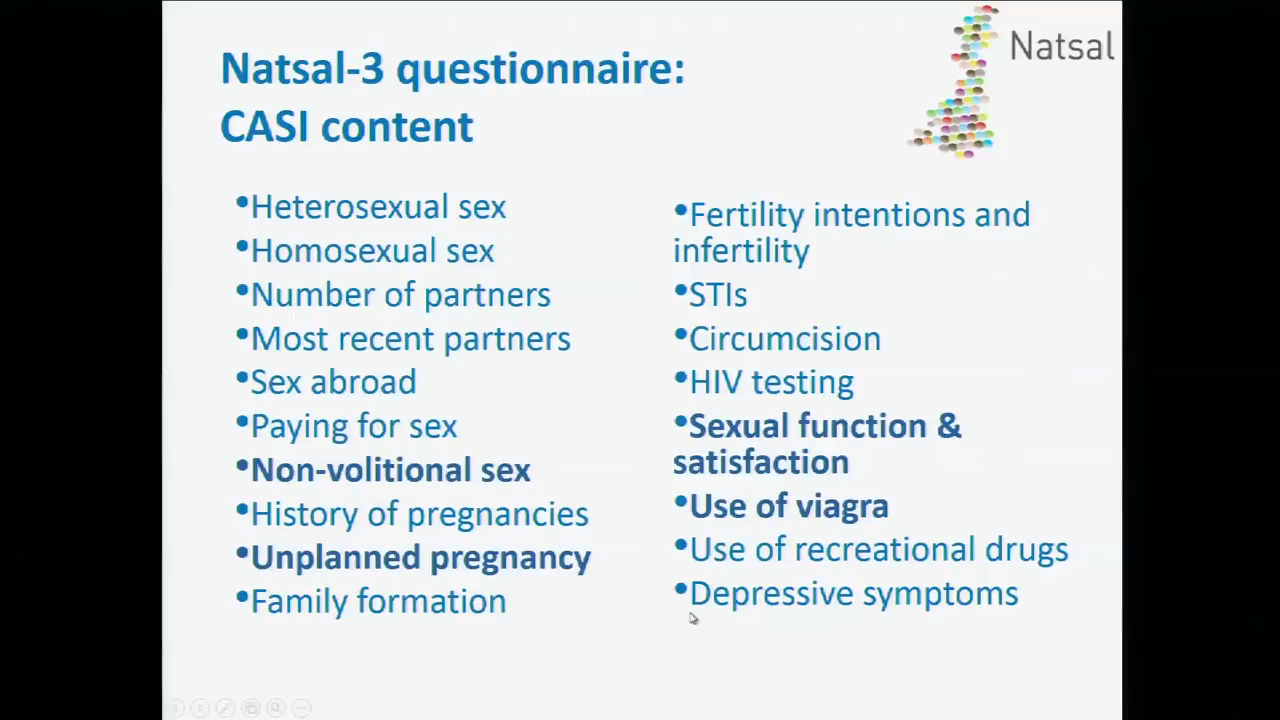 Natsal
Natsal-3 questionnaire:
CASI content
•Heterosexual sex
•Homosexual sex
•Number of partners
•Most recent partners
•Sex abroad
•Paying for sex
•Non-volitional sex
•History of pregnancies
•Unplanned pregnancy
•Family formation
•Fertility intentions and
infertility
•STIs
•Circumcision
•HIV testing
•Sexual function &
satisfaction
•Use of viagra
•Use of recreational drugs
•Depressive symptoms